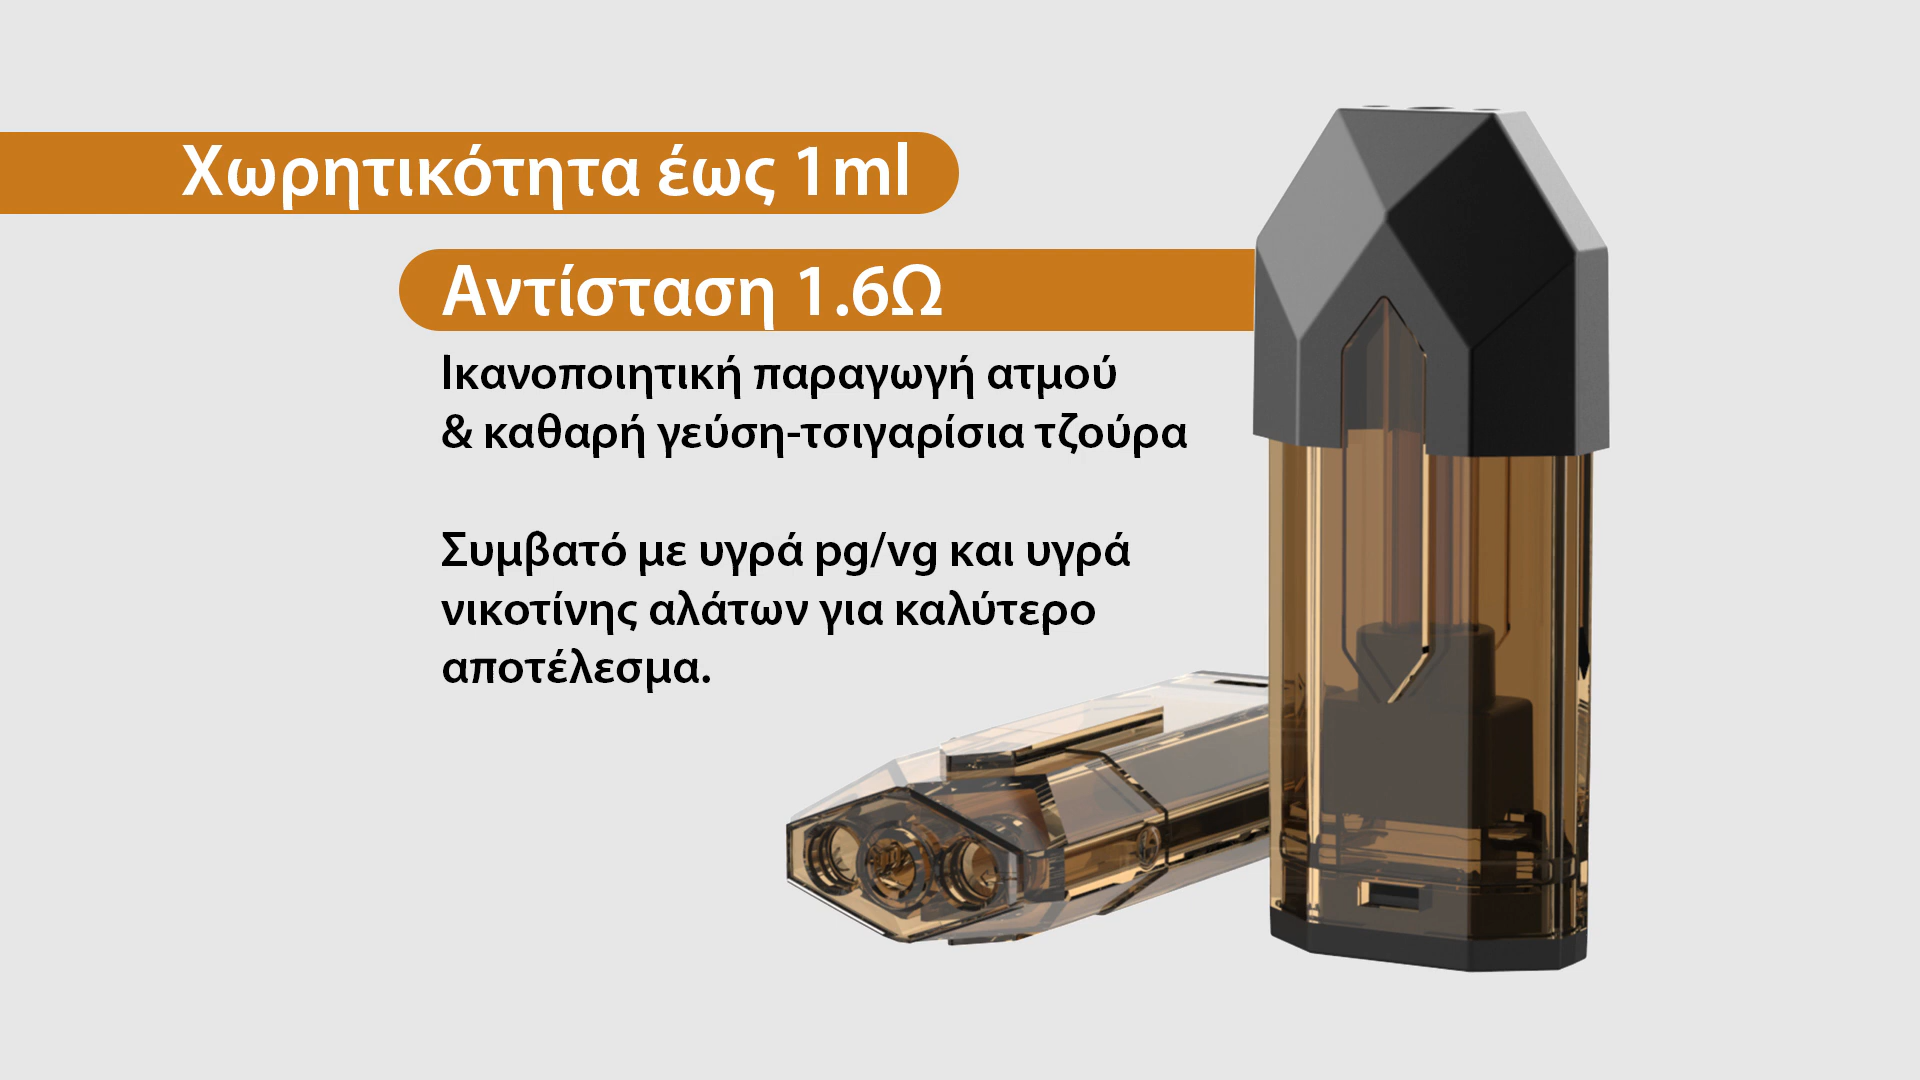 Χωρητικότητα έως 1ml
Αντίσταση 1.6Ω
Ικανοποιητική παραγωγή ατμού
& καθαρή γεύση-τσιγαρίσια τζούρα
Συμβατό με υγρά pg/vg και υγρά
νικοτίνης αλάτων για καλύτερο
αποτέλεσμα.